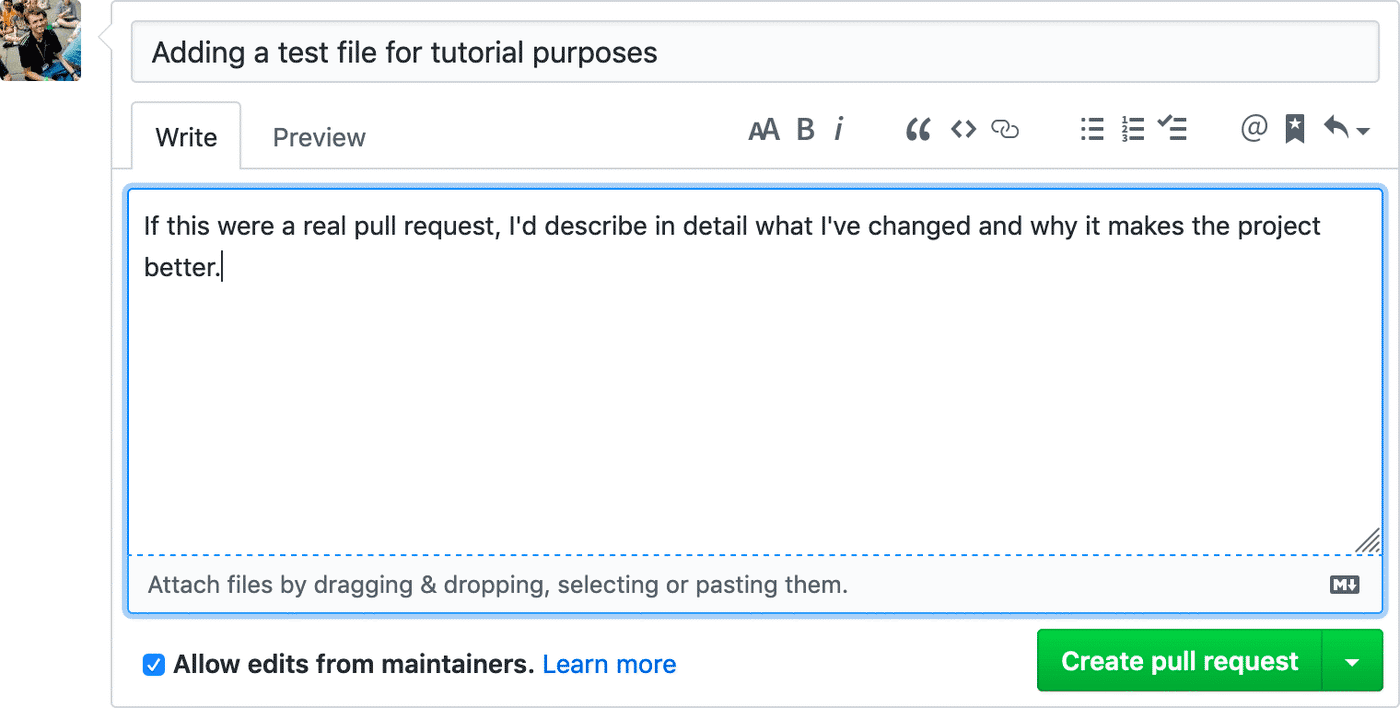 Adding a test file for tutorial purposes
Write
Preview
AA B i
@
If this were a real pull request, I'd describe in detail what I've changed and why it makes the project
better.
Attach files by dragging & dropping, selecting or pasting them.
M
Allow edits from maintainers. Learn more
Create pull request